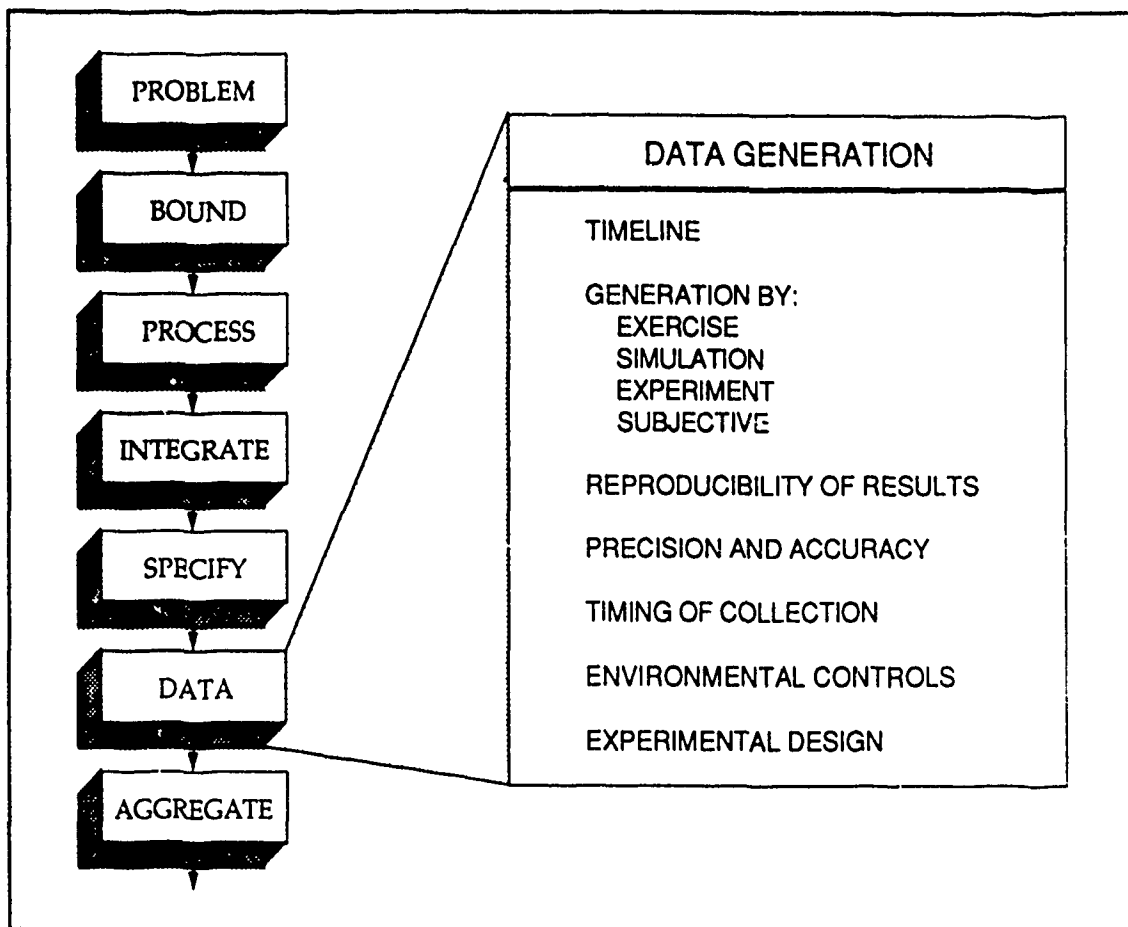 PROBLEM
BOUND
PROCESS
INTEGRATE
SPECIFY
DATA
AGGREGATE
DATA GENERATION
TIMELINE
GENERATION BY:
EXERCISE
SIMULATION
EXPERIMENT
SUBJECTIVE
REPRODUCIBILITY OF RESULTS
PRECISION AND ACCURACY
TIMING OF COLLECTION
ENVIRONMENTAL CONTROLS
EXPERIMENTAL DESIGN